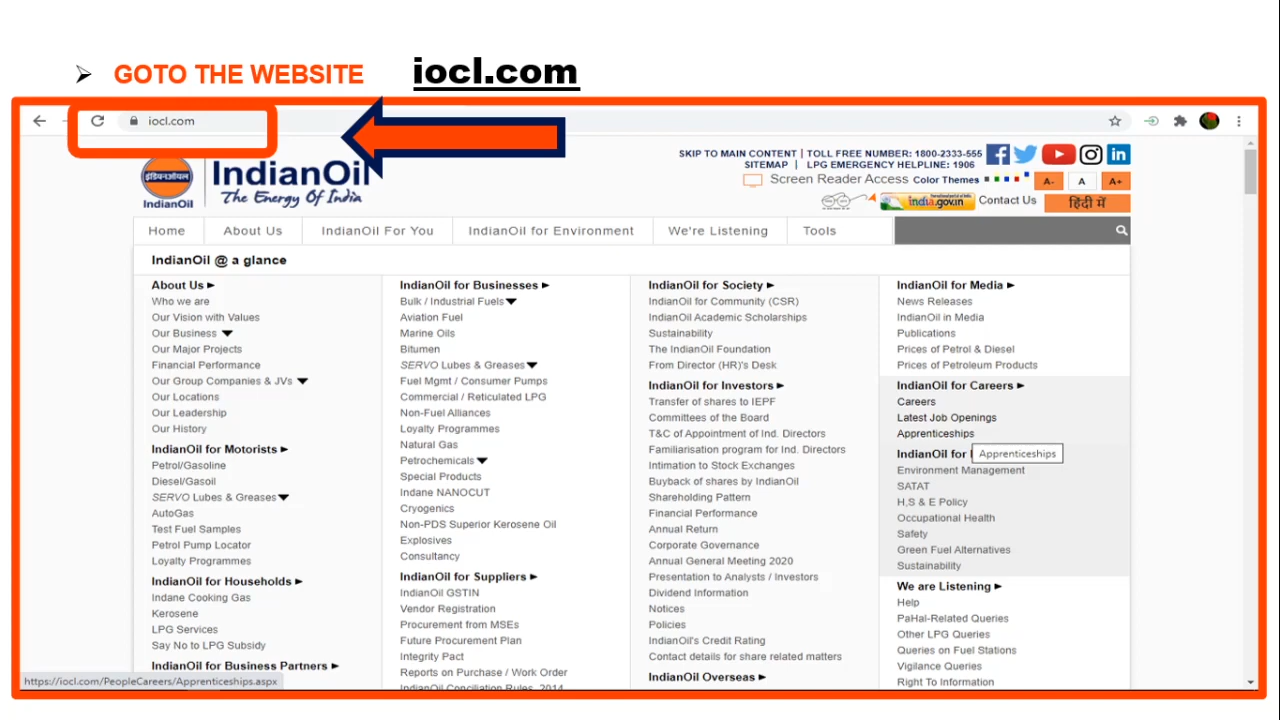 ➢ GOTO THE WEBSITE iocl.com
iocl.com
इंडियनऑयल
IndianOil
IndianOil
The Energy Of India
SKIP TO MAIN CONTENT | TOLL FREE NUMBER: 1800-2333-555
SITEMAP | LPG EMERGENCY HELPLINE: 1906
Screen Reader Access Color Themes A- A A+
india.gov.in Contact Us हिंदी में
Home About Us IndianOil For You IndianOil for Environment We're Listening Tools
IndianOil @ a glance
About Us ►
Who we are
Our Vision with Values
Our Business ▼
Our Major Projects
Financial Performance
Our Group Companies & JVs ▼
Our Locations
Our Leadership
Our History
IndianOil for Motorists ►
Petrol/Gasoline
Diesel/Gasoil
SERVO Lubes & Greases ▼
AutoGas
Test Fuel Samples
Petrol Pump Locator
Loyalty Programmes
IndianOil for Households ►
Indane Cooking Gas
Kerosene
LPG Services
Say No to LPG Subsidy
IndianOil for Business Partners ►
IndianOil for Businesses ►
Bulk / Industrial Fuels ▼
Aviation Fuel
Marine Oils
Bitumen
SERVO Lubes & Greases ▼
Fuel Mgmt / Consumer Pumps
Commercial / Reticulated LPG
Non-Fuel Alliances
Loyalty Programmes
Natural Gas
Petrochemicals ▼
Special Products
Indane NANOCUT
Cryogenics
Non-PDS Superior Kerosene Oil
Explosives
Consultancy
IndianOil for Suppliers ►
IndianOil GSTIN
Vendor Registration
Procurement from MSEs
Future Procurement Plan
Integrity Pact
Reports on Purchase / Work Order
IndianOil Conciliation Rules, 2014
IndianOil for Society ►
IndianOil for Community (CSR)
IndianOil Academic Scholarships
Sustainability
The IndianOil Foundation
From Director (HR)'s Desk
IndianOil for Investors ►
Transfer of shares to IEPF
Committees of the Board
T&C of Appointment of Ind. Directors
Familiarisation program for Ind. Directors
Intimation to Stock Exchanges
Buyback of shares by IndianOil
Shareholding Pattern
Financial Performance
Annual Return
Corporate Governance
Annual General Meeting 2020
Presentation to Analysts / Investors
Dividend Information
Notices
Policies
IndianOil's Credit Rating
Contact details for share related matters
IndianOil Overseas ►
IndianOil for Media ►
News Releases
IndianOil in Media
Publications
Prices of Petrol & Diesel
Prices of Petroleum Products
IndianOil for Careers ►
Careers
Latest Job Openings
Apprenticeships
IndianOil for
Apprenticeships
Environment Management
SATAT
H,S & E Policy
Occupational Health
Safety
Green Fuel Alternatives
Sustainability
We are Listening ►
Help
PaHal-Related Queries
Other LPG Queries
Queries on Fuel Stations
Vigilance Queries
Right To Information
https://iocl.com/PeopleCareers/Apprenticeships.aspx